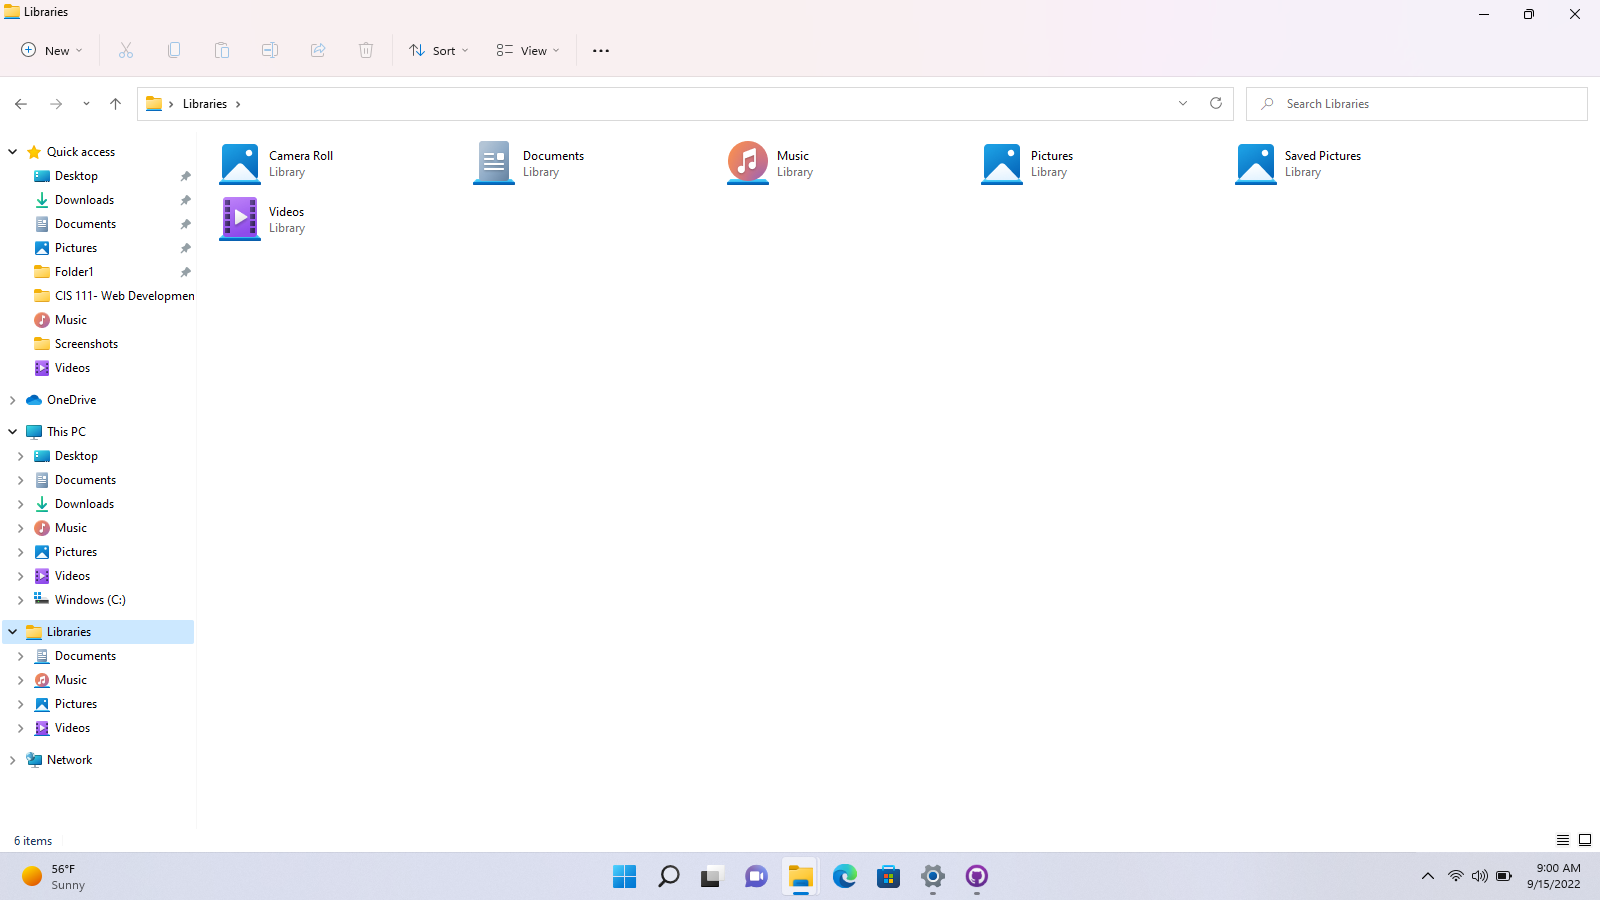 Libraries
New
Sort
View
Libraries
Search Libraries
Quick access
Desktop
Downloads
Documents
Pictures
Folder1
CIS 111- Web Developmen
Music
Screenshots
Videos
OneDrive
This PC
Desktop
Documents
Downloads
Music
Pictures
Videos
Windows (C:)
Libraries
Documents
Music
Pictures
Videos
Network
Camera Roll
Library
Documents
Library
Music
Library
Pictures
Library
Saved Pictures
Library
Videos
Library
6 items
56°F
Sunny
9:00 AM
9/15/2022